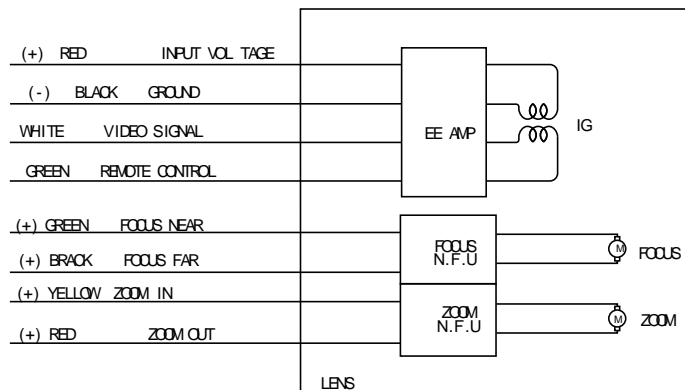 (+) RED INPUT VOL TAGE
(-) BLACK GROUND
WHITE VIDEO SIGNAL
GREEN REMOTE CONTROL
EE AMP
IG
(+) GREEN FOCUS NEAR
(+) BRACK FOCUS FAR
(+) YELLOW ZOOM IN
(+) RED ZOOM OUT
FOCUS
N.F.U
M
FOCUS
ZOOM
N.F.U
M
ZOOM
LENS